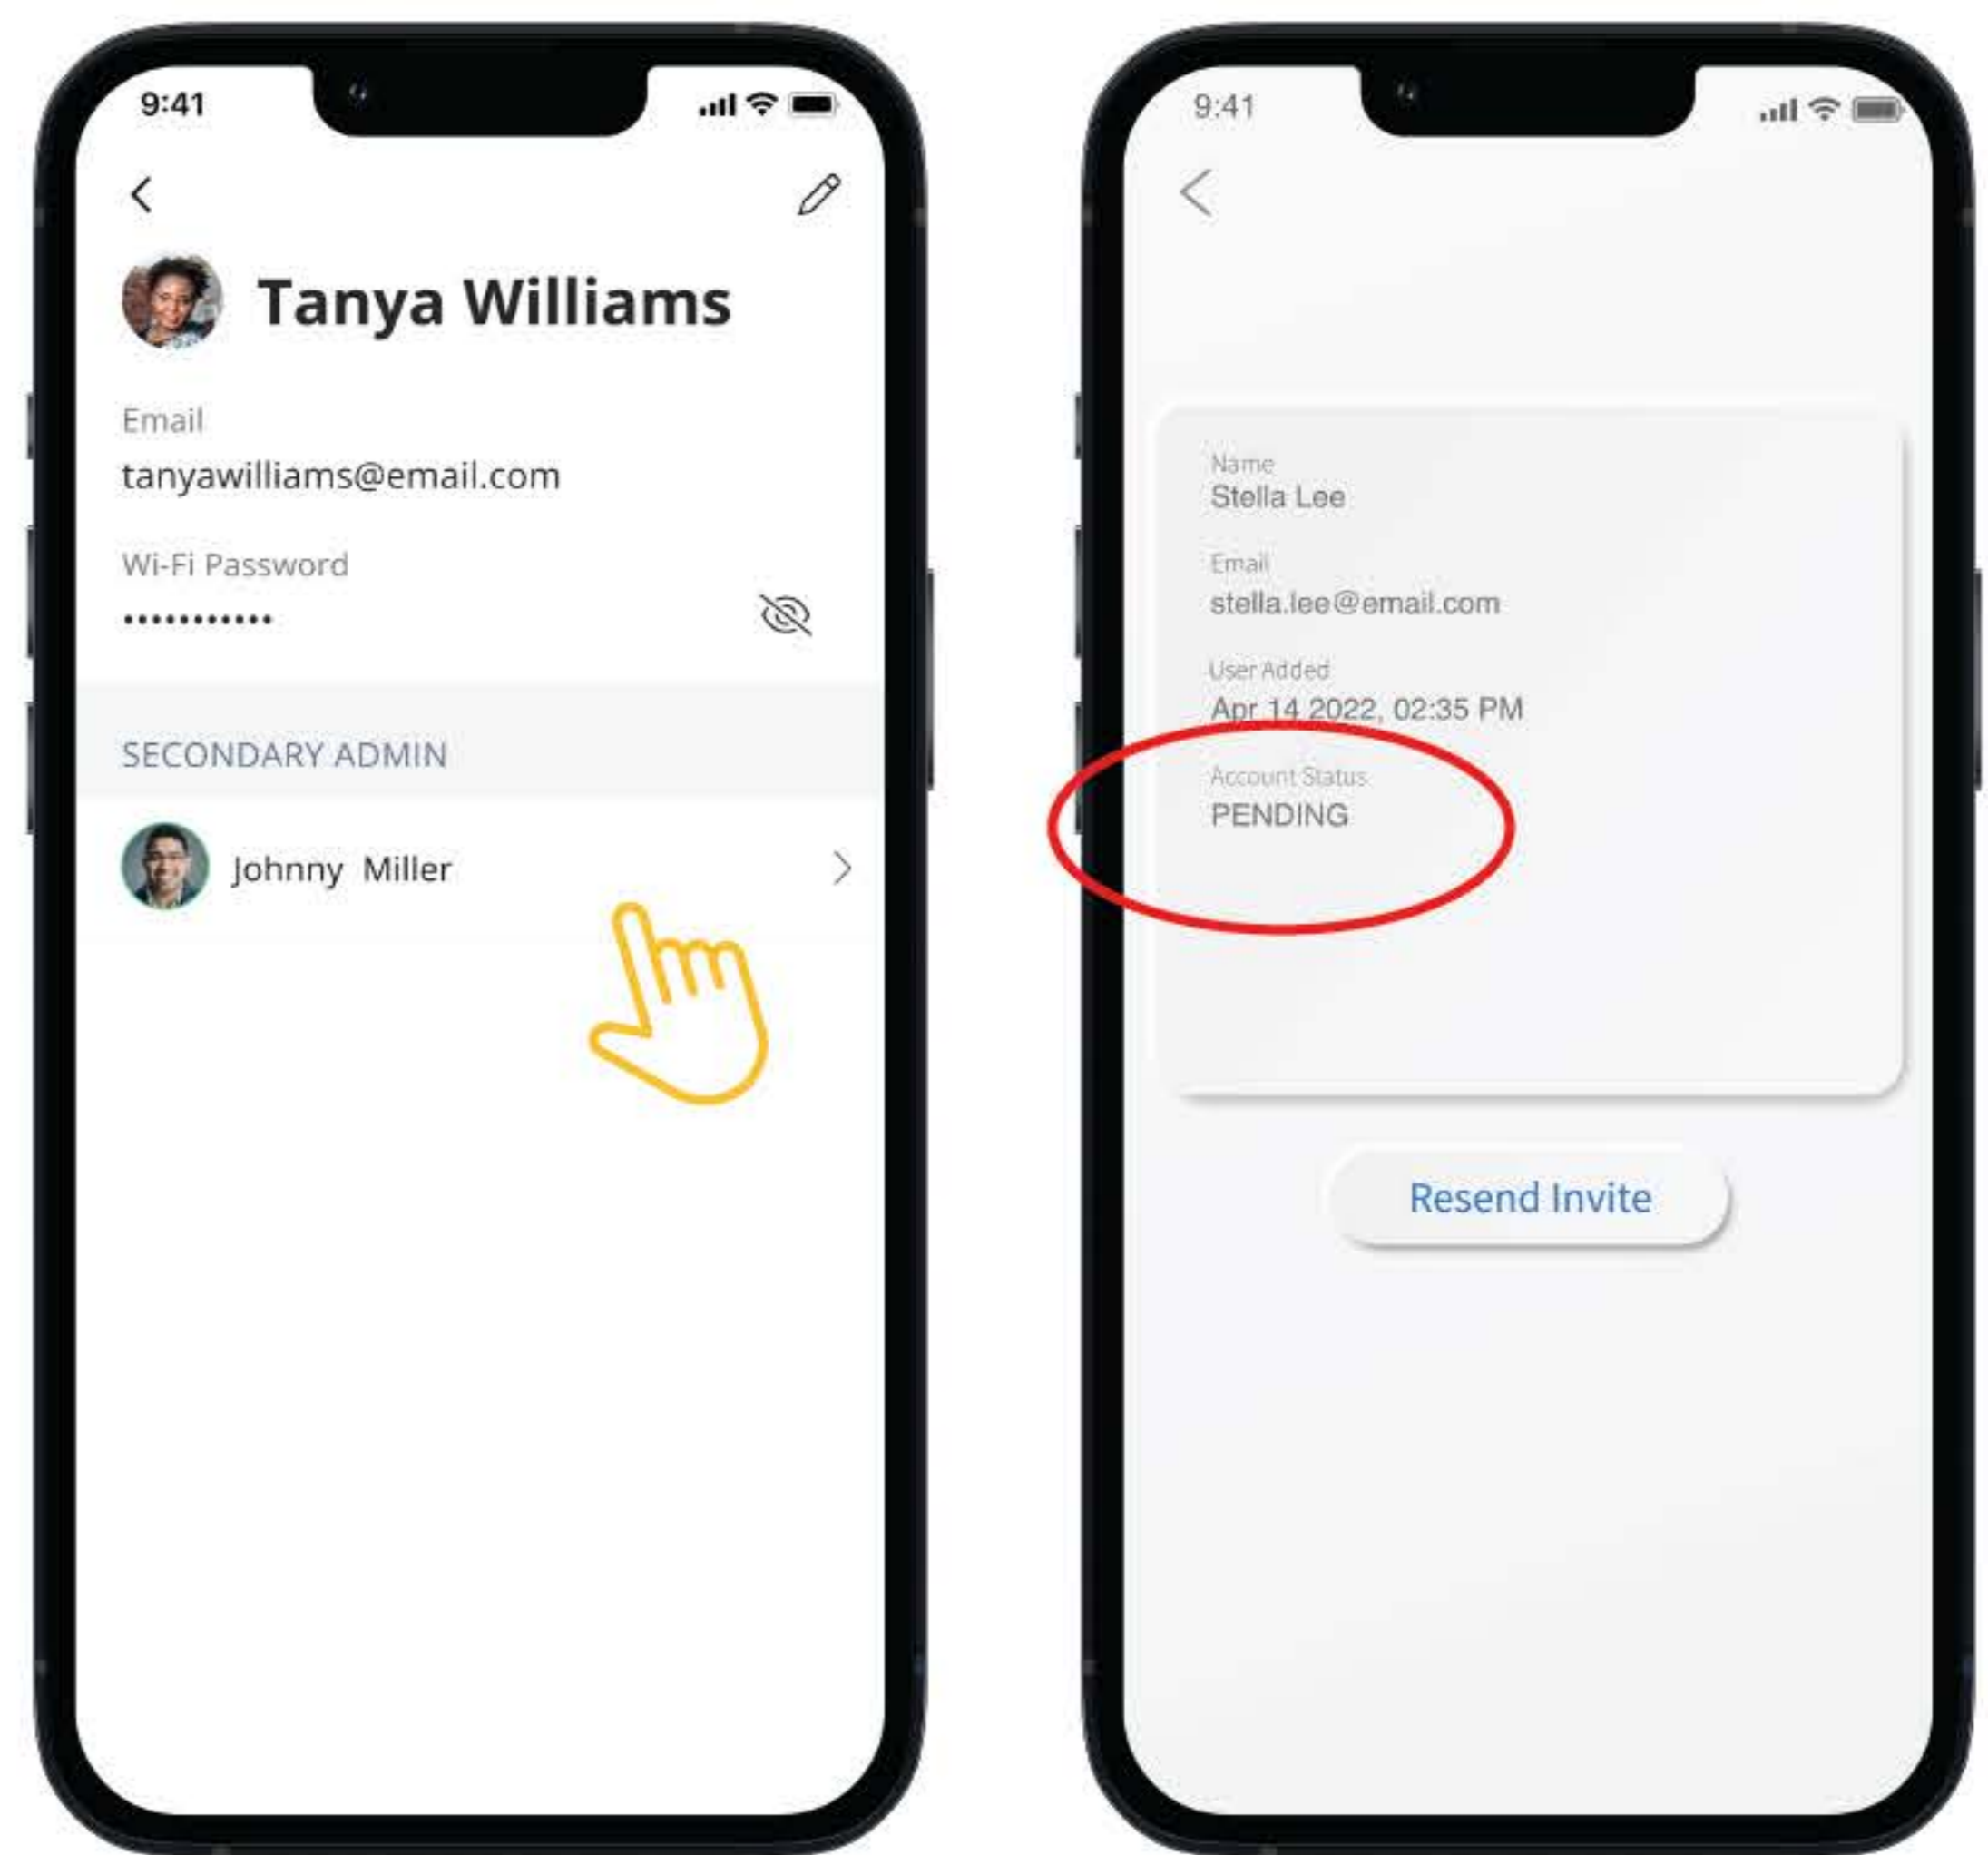 9:41
Tanya Williams
Email
tanyawilliams@email.com
Wi-Fi Password
•••••••••••
SECONDARY ADMIN
Johnny Miller
9:41
Name
Stella Lee
Email
stella.lee@email.com
User Added
Apr 14 2022, 02:35 PM
Account Status
PENDING
Resend Invite